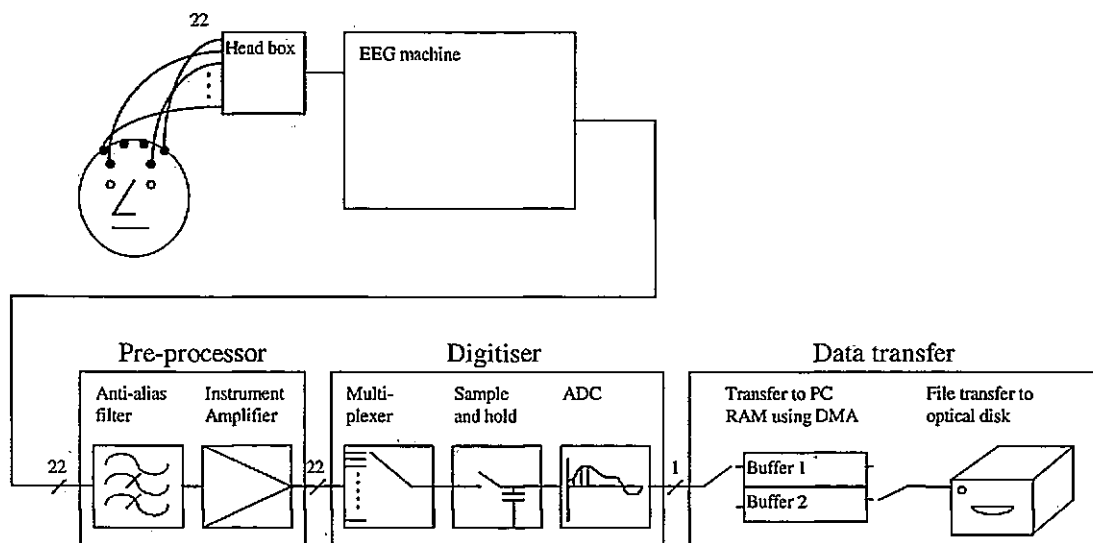 22
Head box
EEG machine
Pre-processor
Digitiser
Data transfer
Anti-alias
filter
Instrument
Amplifier
Multi-
plexer
Sample
and hold
ADC
Transfer to PC
RAM using DMA
File transfer to
optical disk
22
22
1
Buffer 1
Buffer 2